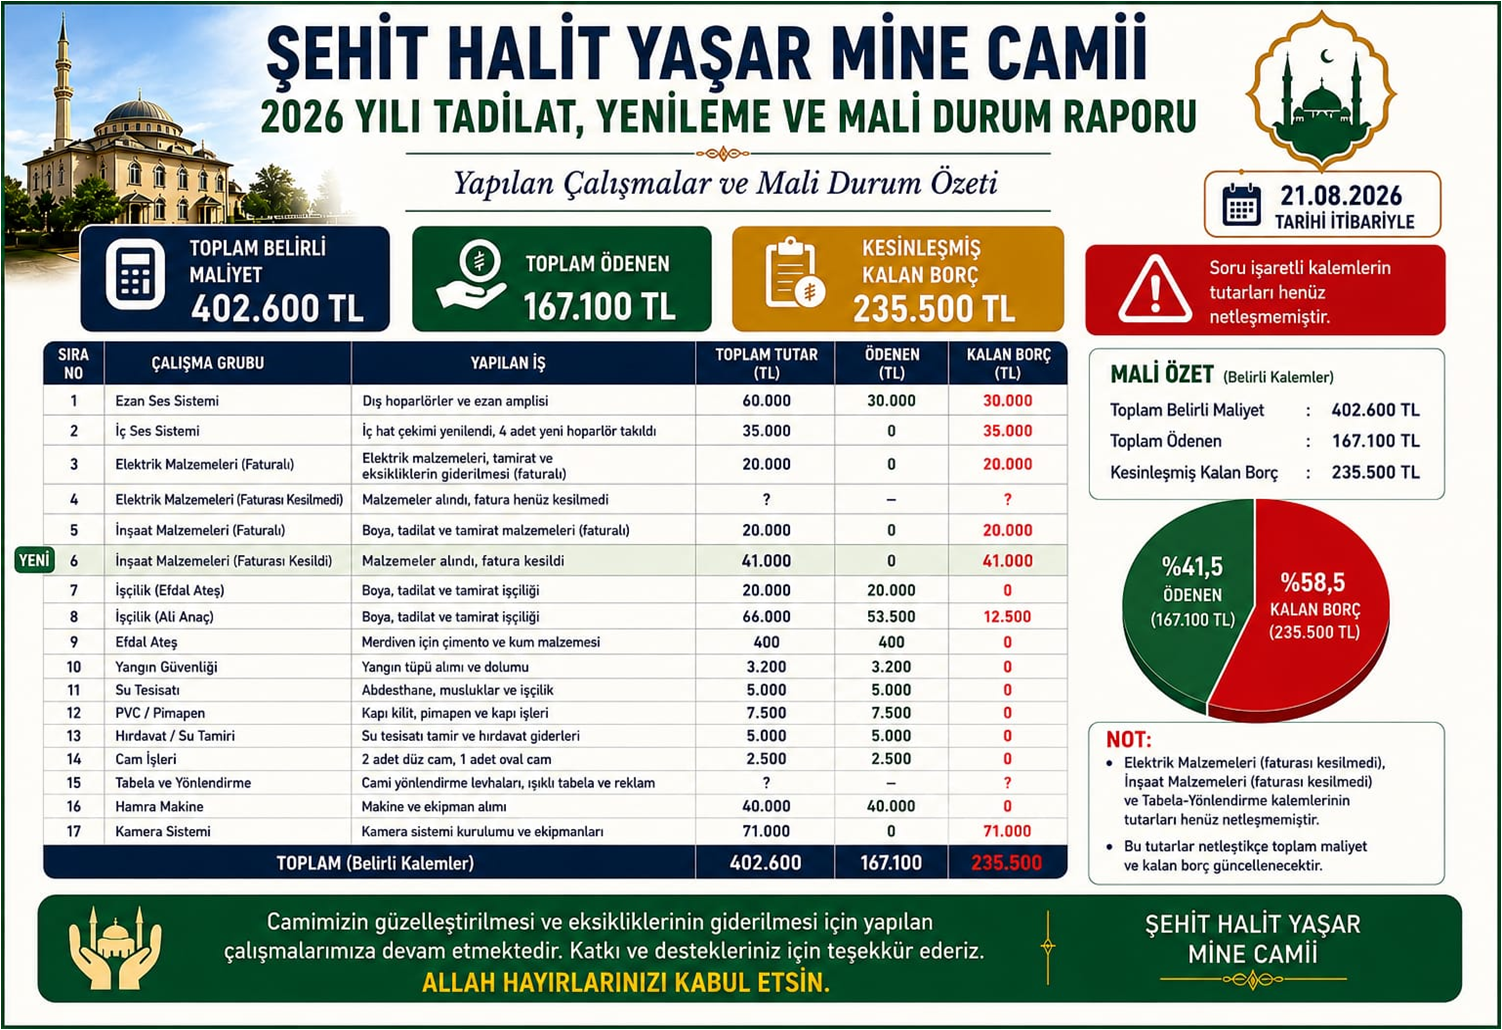 ŞEHİT HALİT YAŞAR MİNE CAMİİ
2026 YILI TADİLAT, YENİLEME VE MALİ DURUM RAPORU
Yapılan Çalışmalar ve Mali Durum Özeti
21.08.2026
TARİHİ İTİBARİYLE
TOPLAM BELİRLİ
MALİYET
402.600 TL
TOPLAM ÖDENEN
167.100 TL
KESİNLEŞMİŞ
KALAN BORÇ
235.500 TL
Soru işaretli kalemlerin
tutarları henüz
netleşmemiştir.
SIRA NO ÇALIŞMA GRUBU YAPILAN İŞ TOPLAM TUTAR (TL) ÖDENEN (TL) KALAN BORÇ (TL)
1 Ezan Ses Sistemi Dış hoparlörler ve ezan amplisi 60.000 30.000 30.000
2 İç Ses Sistemi İç hat çekimi yenilendi, 4 adet yeni hoparlör takıldı 35.000 0 35.000
3 Elektrik Malzemeleri (Faturalı) Elektrik malzemeleri, tamirat ve eksikliklerin giderilmesi (faturalı) 20.000 0 20.000
4 Elektrik Malzemeleri (Faturası Kesilmedi) Malzemeler alındı, fatura henüz kesilmedi ? – ?
5 İnşaat Malzemeleri (Faturalı) Boya, tadilat ve tamirat malzemeleri (faturalı) 20.000 0 20.000
YENİ 6 İnşaat Malzemeleri (Faturası Kesildi) Malzemeler alındı, fatura kesildi 41.000 0 41.000
7 İşçilik (Efdal Ateş) Boya, tadilat ve tamirat işçiliği 20.000 20.000 0
8 İşçilik (Ali Anaç) Boya, tadilat ve tamirat işçiliği 66.000 53.500 12.500
9 Efdal Ateş Merdiven için çimento ve kum malzemesi 400 400 0
10 Yangın Güvenliği Yangın tüpü alımı ve dolumu 3.200 3.200 0
11 Su Tesisatı Abdesthane, musluklar ve işçilik 5.000 5.000 0
12 PVC / Pimapen Kapı kilit, pimapen ve kapı işleri 7.500 7.500 0
13 Hırdavat / Su Tamiri Su tesisatı tamir ve hırdavat giderleri 5.000 5.000 0
14 Cam İşleri 2 adet düz cam, 1 adet oval cam 2.500 2.500 0
15 Tabela ve Yönlendirme Cami yönlendirme levhaları, ışıklı tabela ve reklam ? – ?
16 Hamra Makine Makine ve ekipman alımı 40.000 40.000 0
17 Kamera Sistemi Kamera sistemi kurulumu ve ekipmanları 71.000 0 71.000
TOPLAM (Belirli Kalemler) 402.600 167.100 235.500
MALİ ÖZET (Belirli Kalemler)
Toplam Belirli Maliyet : 402.600 TL
Toplam Ödenen : 167.100 TL
Kesinleşmiş Kalan Borç : 235.500 TL
%41,5
ÖDENEN
(167.100 TL)
%58,5
KALAN BORÇ
(235.500 TL)
NOT:
• Elektrik Malzemeleri (faturası kesilmedi),
İnşaat Malzemeleri (faturası kesilmedi)
ve Tabela-Yönlendirme kalemlerinin
tutarları henüz netleşmemiştir.
• Bu tutarlar netleştikçe toplam maliyet
ve kalan borç güncellenecektir.
Camimizin güzelleştirilmesi ve eksikliklerinin giderilmesi için yapılan
çalışmalarımıza devam etmektedir. Katkı ve destekleriniz için teşekkür ederiz.
ALLAH HAYIRLARINIZI KABUL ETSİN.
ŞEHİT HALİT YAŞAR
MİNE CAMİİ